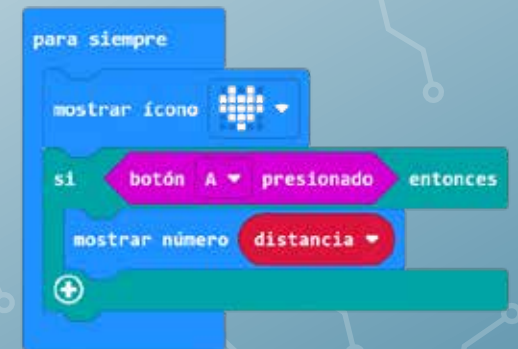 para siempre
mostrar ícono
si botón A presionado entonces
mostrar número distancia